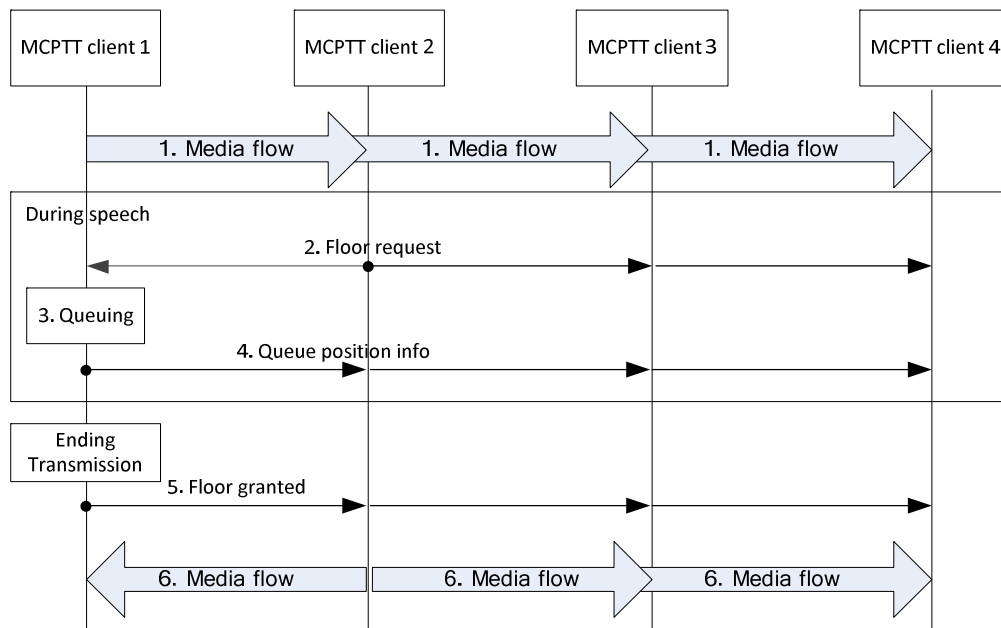 MCPTT client 1
MCPTT client 2
MCPTT client 3
MCPTT client 4
1. Media flow
1. Media flow
1. Media flow
During speech
2. Floor request
3. Queuing
4. Queue position info
Ending
Transmission
5. Floor granted
6. Media flow
6. Media flow
6. Media flow